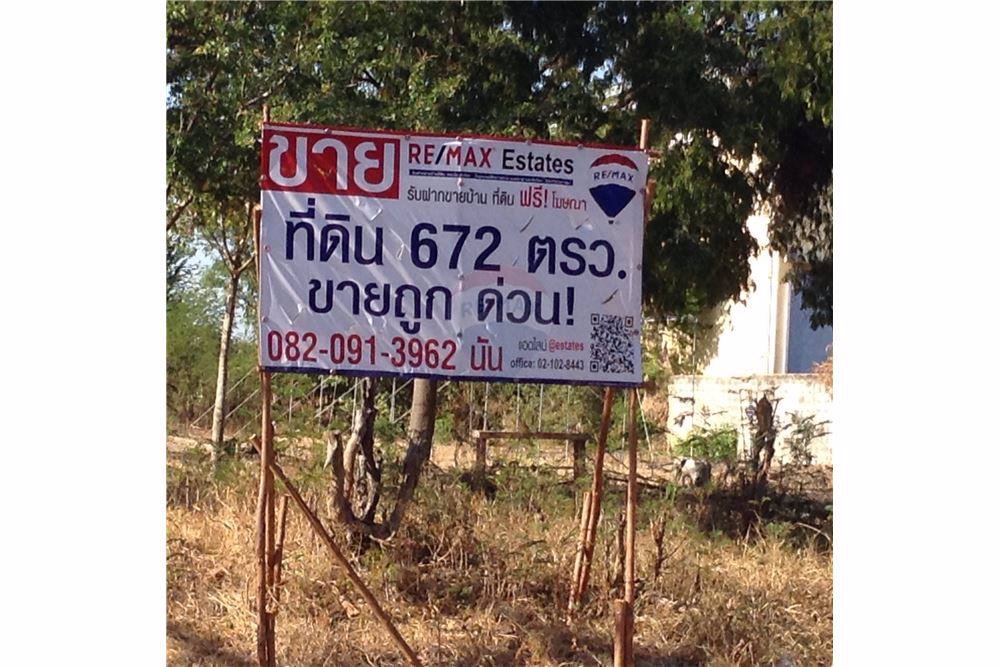 ขาย RE/MAX Estates
RE/MAX
รับฝากขายบ้าน ที่ดิน ฟรี! โฆษณา
ที่ดิน 672 ตรว.
ขายถูก ด่วน!
082-091-3962 นัน
แอดไลน์ @estates
office: 02-102-8443